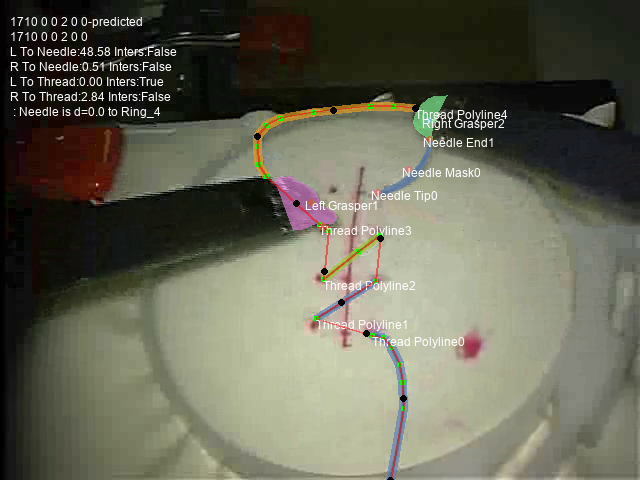 1710 0 0 2 0 0-predicted
1710 0 0 2 0 0
L To Needle:48.58 Inters:False
R To Needle:0.51 Inters:False
L To Thread:0.00 Inters:True
R To Thread:2.84 Inters:False
: Needle is d=0.0 to Ring_4
Thread Polyline4
Right Grasper2
Needle End1
Needle Mask0
Needle Tip0
Left Grasper1
Thread Polyline3
Thread Polyline2
Thread Polyline1
Thread Polyline0